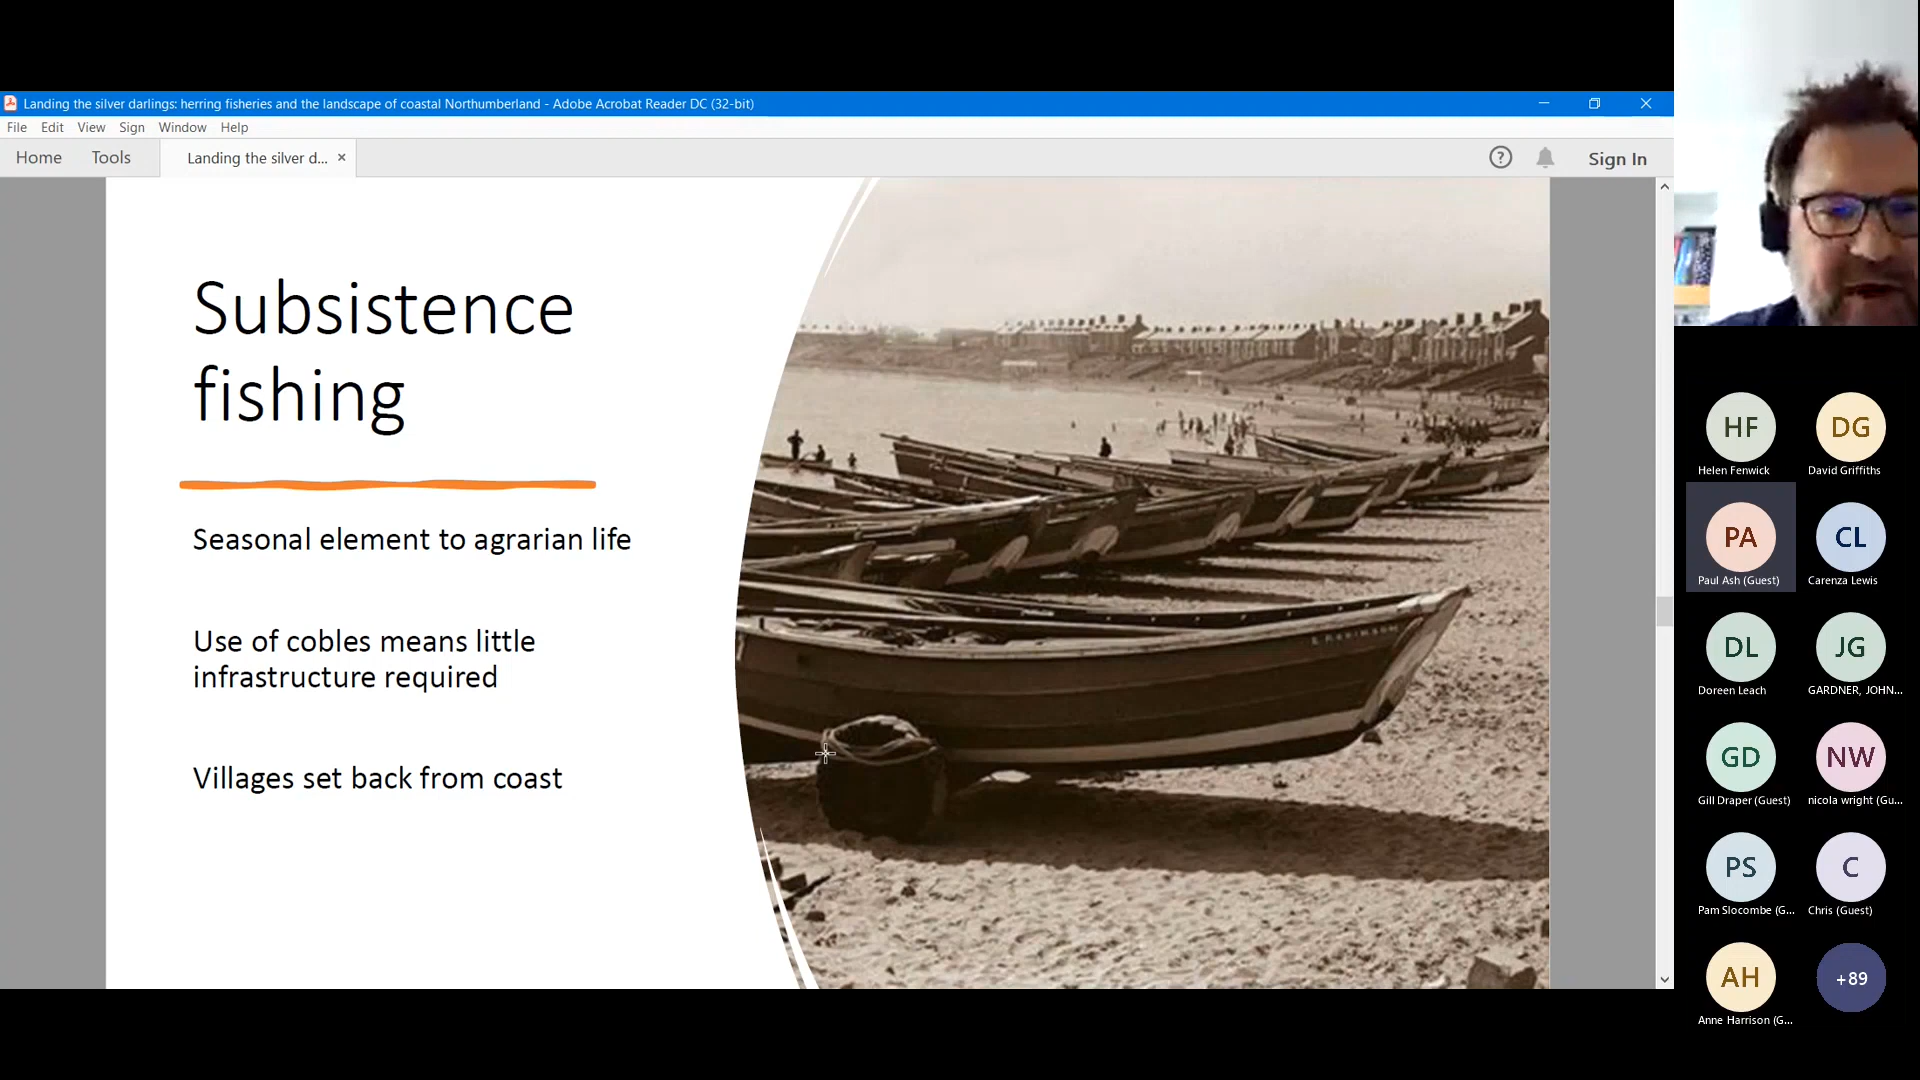 Landing the silver darlings: herring fisheries and the landscape of coastal Northumberland - Adobe Acrobat Reader DC (32-bit)
File Edit View Sign Window Help
Home Tools Landing the silver d... ×
? Sign In
Subsistence
fishing
Seasonal element to agrarian life
Use of cobles means little
infrastructure required
Villages set back from coast
HF DG
Helen Fenwick David Griffiths
PA CL
Paul Ash (Guest) Carenza Lewis
DL JG
Doreen Leach GARDNER, JOHN...
GD NW
Gill Draper (Guest) nicola wright (Gu...
PS C
Pam Slocombe (G... Chris (Guest)
AH +89
Anne Harrison (G...